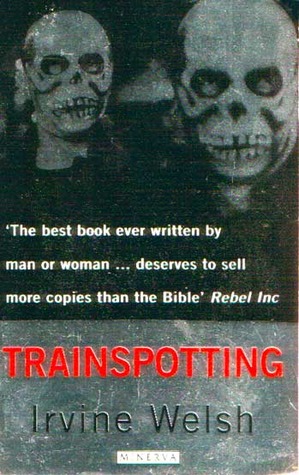 ‘The best book ever written by
man or woman ... deserves to sell
more copies than the Bible’ Rebel Inc
TRAINSPOTTING
Irvine Welsh
MINERVA